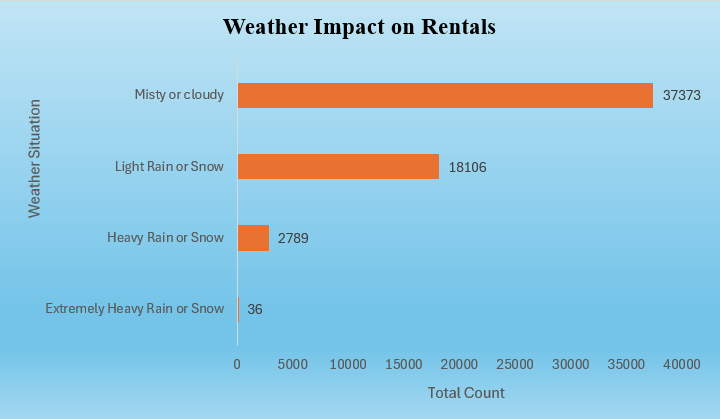 Weather Impact on Rentals
Weather Situation
Misty or cloudy
37373
Light Rain or Snow
18106
Heavy Rain or Snow
2789
Extremely Heavy Rain or Snow
36
0 5000 10000 15000 20000 25000 30000 35000 40000
Total Count